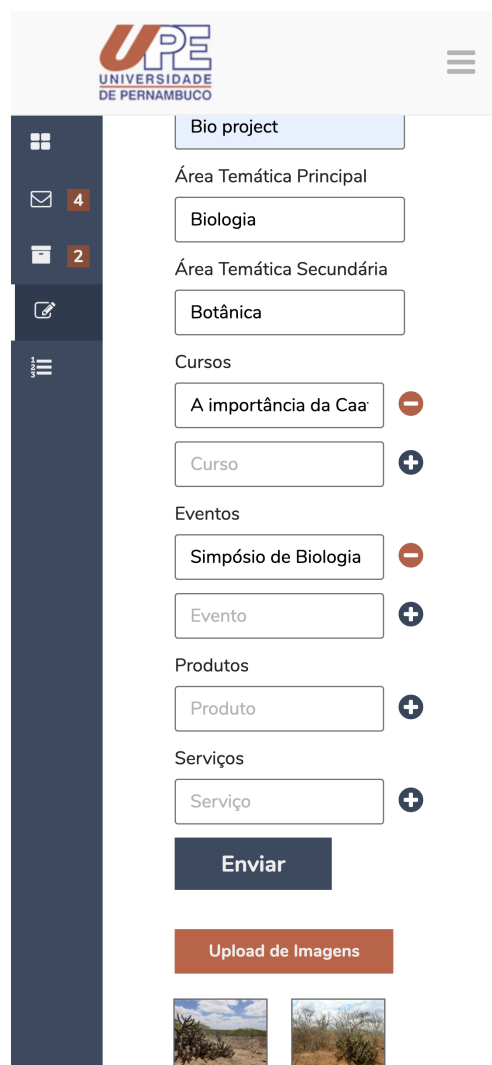 UPE
UNIVERSIDADE
DE PERNAMBUCO
Bio project
4
Área Temática Principal
Biologia
2
Área Temática Secundária
Botânica
Cursos
A importância da Caa
Curso
Eventos
Simpósio de Biologia
Evento
Produtos
Produto
Serviços
Serviço
Enviar
Upload de Imagens